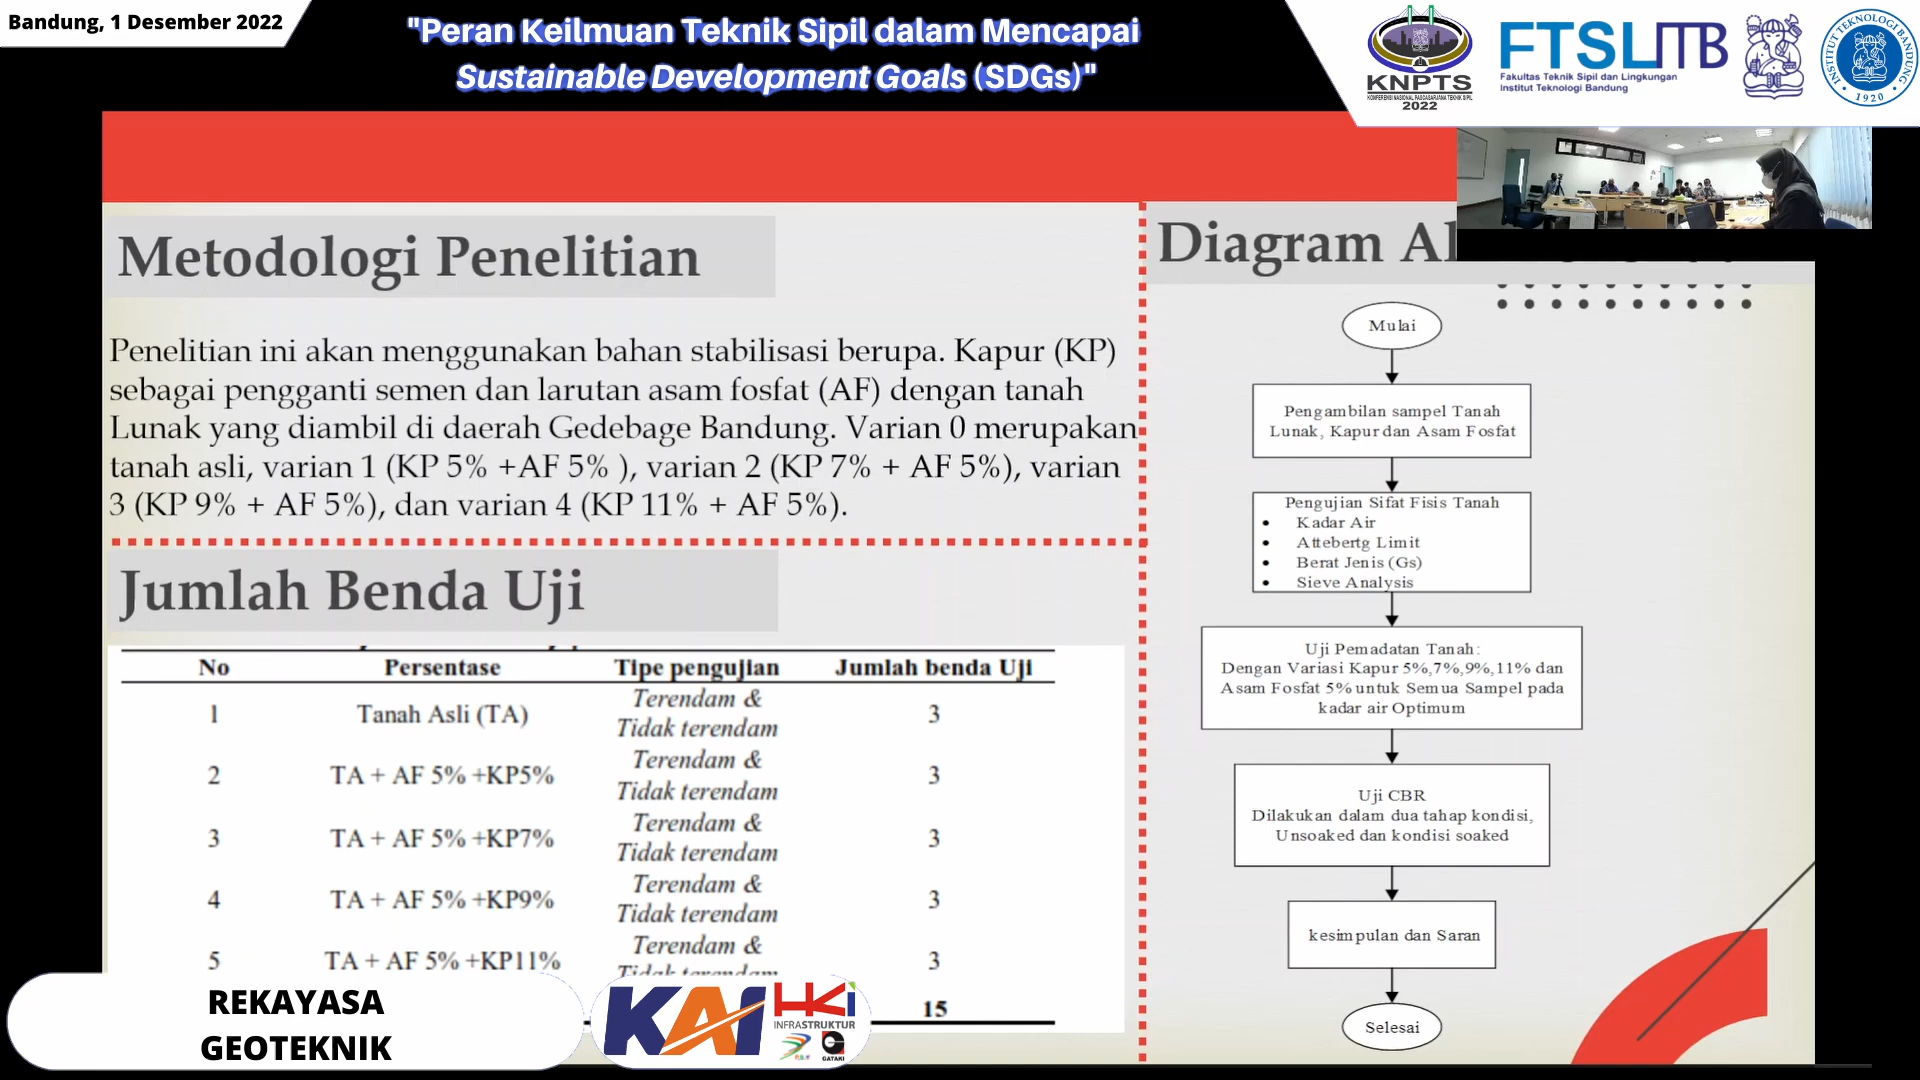 Bandung, 1 Desember 2022
"Peran Keilmuan Teknik Sipil dalam Mencapai
Sustainable Development Goals (SDGs)"
KNPTS
KONFERENSI NASIONAL PASCASARJANA TEKNIK SIPIL
2022
FTSL ITB
Fakultas Teknik Sipil dan Lingkungan
Institut Teknologi Bandung
INSTITUT TEKNOLOGI BANDUNG
1920
Metodologi Penelitian
Penelitian ini akan menggunakan bahan stabilisasi berupa. Kapur (KP)
sebagai pengganti semen dan larutan asam fosfat (AF) dengan tanah
Lunak yang diambil di daerah Gedebage Bandung. Varian 0 merupakan
tanah asli, varian 1 (KP 5% +AF 5% ), varian 2 (KP 7% + AF 5%), varian
3 (KP 9% + AF 5%), dan varian 4 (KP 11% + AF 5%).
Jumlah Benda Uji
No Persentase Tipe pengujian Jumlah benda Uji
1 Tanah Asli (TA) Terendam & Tidak terendam 3
2 TA + AF 5% +KP5% Terendam & Tidak terendam 3
3 TA + AF 5% +KP7% Terendam & Tidak terendam 3
4 TA + AF 5% +KP9% Terendam & Tidak terendam 3
5 TA + AF 5% +KP11% Terendam & Tidak terendam 3
15
Diagram Al
Mulai
Pengambilan sampel Tanah
Lunak, Kapur dan Asam Fosfat
Pengujian Sifat Fisis Tanah
• Kadar Air
• Attebertg Limit
• Berat Jenis (Gs)
• Sieve Analysis
Uji Pemadatan Tanah:
Dengan Variasi Kapur 5%,7%,9%,11% dan
Asam Fosfat 5% untuk Semua Sampel pada
kadar air Optimum
Uji CBR
Dilakukan dalam dua tahap kondisi,
Unsoaked dan kondisi soaked
kesimpulan dan Saran
Selesai
REKAYASA
GEOTEKNIK
KAI
HKi
INFRASTRUKTUR
GATAKI